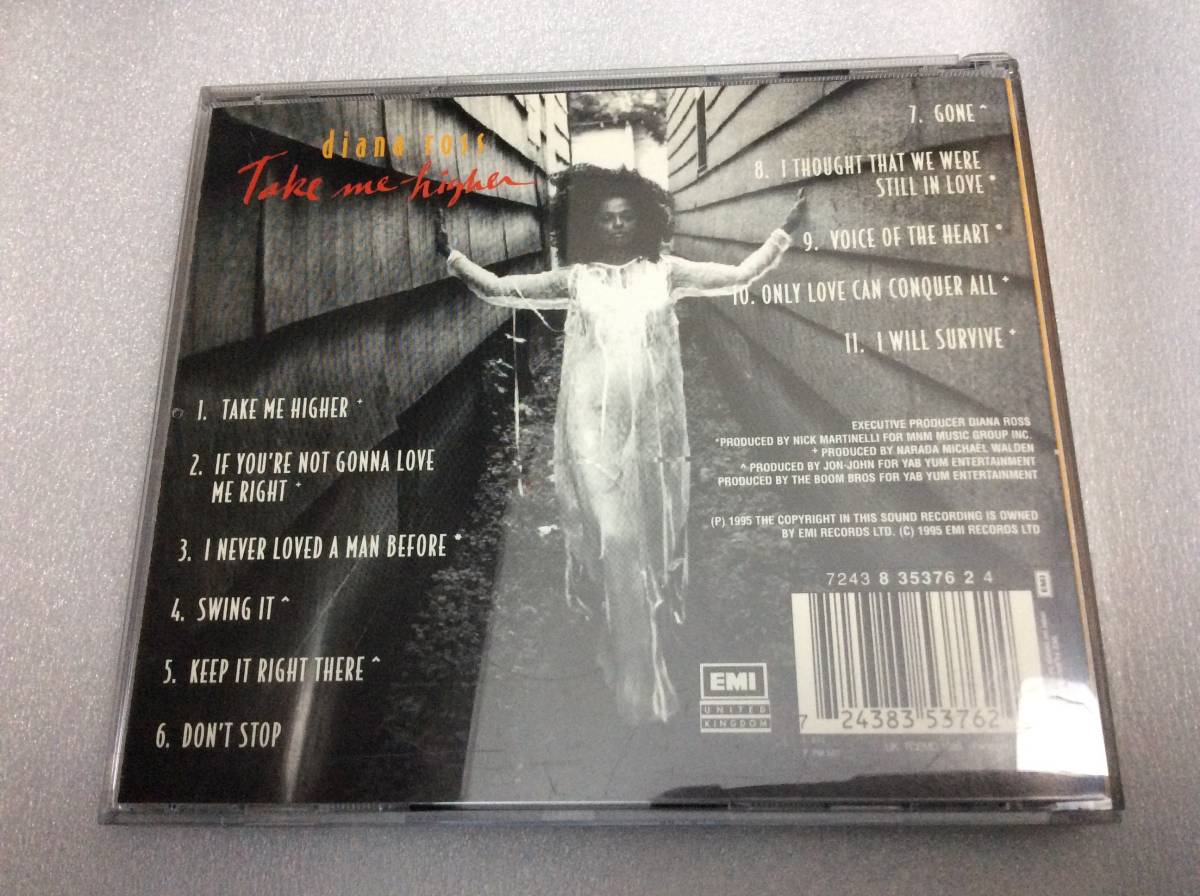 diana ross
Take me higher
1. TAKE ME HIGHER +
2. IF YOU'RE NOT GONNA LOVE
ME RIGHT +
3. I NEVER LOVED A MAN BEFORE *
4. SWING IT ^
5. KEEP IT RIGHT THERE ^
6. DON'T STOP
7. GONE ^
8. I THOUGHT THAT WE WERE
STILL IN LOVE *
9. VOICE OF THE HEART *
10. ONLY LOVE CAN CONQUER ALL +
11. I WILL SURVIVE +
EXECUTIVE PRODUCER DIANA ROSS
*PRODUCED BY NICK MARTINELLI FOR MNM MUSIC GROUP INC.
+ PRODUCED BY NARADA MICHAEL WALDEN
^ PRODUCED BY JON-JOHN FOR YAB YUM ENTERTAINMENT
PRODUCED BY THE BOOM BROS FOR YAB YUM ENTERTAINMENT
(P) 1995 THE COPYRIGHT IN THIS SOUND RECORDING IS OWNED
BY EMI RECORDS LTD. (C) 1995 EMI RECORDS LTD
7243 8 35376 2 4
EMI
EMI
UNITED
KINGDOM
7 24383 53762